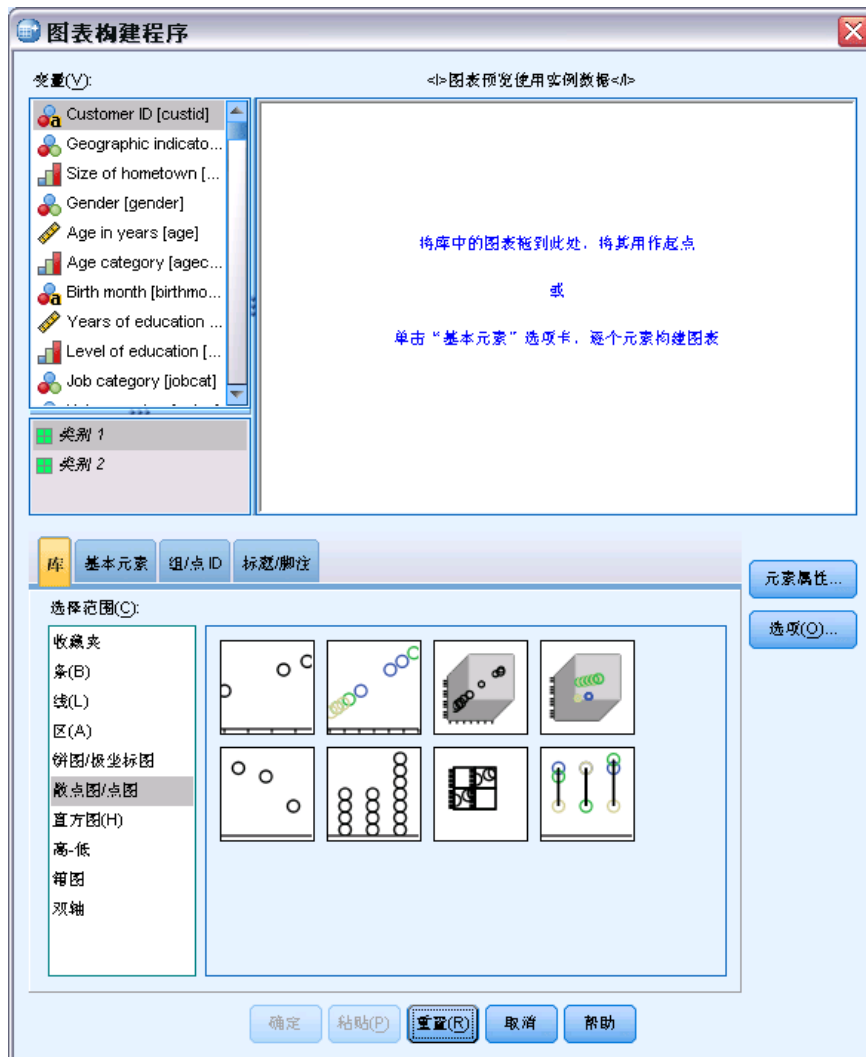 图表构建程序
变量(V):
<I>图表预览使用实例数据</I>
Customer ID [custid]
Geographic indicato...
Size of hometown [...
Gender [gender]
Age in years [age]
Age category [agec...
Birth month [birthmo...
Years of education ...
Level of education [...
Job category [jobcat]
将库中的图表拖到此处，将其用作起点
或
单击“基本元素”选项卡，逐个元素构建图表
类别 1
类别 2
库
基本元素
组/点 ID
标题/脚注
元素属性...
选项(O)...
选择范围(C):
收藏夹
条(B)
线(L)
区(A)
饼图/极坐标图
散点图/点图
直方图(H)
高-低
箱图
双轴
确定
粘贴(P)
重置(R)
取消
帮助